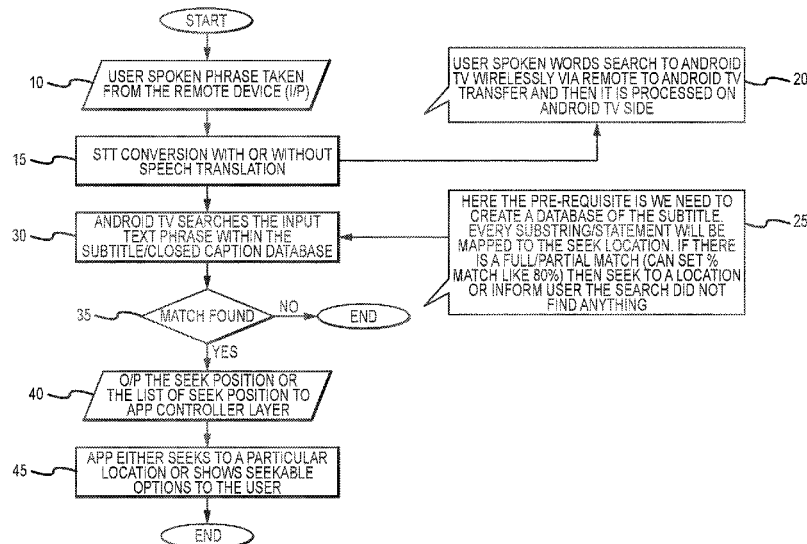 START
10
USER SPOKEN PHRASE TAKEN
FROM THE REMOTE DEVICE (I/P)
USER SPOKEN WORDS SEARCH TO ANDROID
TV WIRELESSLY VIA REMOTE TO ANDROID TV
TRANSFER AND THEN IT IS PROCESSED ON
ANDROID TV SIDE
20
15
STT CONVERSION WITH OR WITHOUT
SPEECH TRANSLATION
30
ANDROID TV SEARCHES THE INPUT
TEXT PHRASE WITHIN THE
SUBTITLE/CLOSED CAPTION DATABASE
HERE THE PRE-REQUISITE IS WE NEED TO
CREATE A DATABASE OF THE SUBTITLE.
EVERY SUBSTRING/STATEMENT WILL BE
MAPPED TO THE SEEK LOCATION. IF THERE
IS A FULL/PARTIAL MATCH (CAN SET %
MATCH LIKE 80%) THEN SEEK TO A LOCATION
OR INFORM USER THE SEARCH DID NOT
FIND ANYTHING
25
35
MATCH FOUND
NO
END
YES
40
O/P THE SEEK POSITION OR
THE LIST OF SEEK POSITION TO
APP CONTROLLER LAYER
45
APP EITHER SEEKS TO A PARTICULAR
LOCATION OR SHOWS SEEKABLE
OPTIONS TO THE USER
END